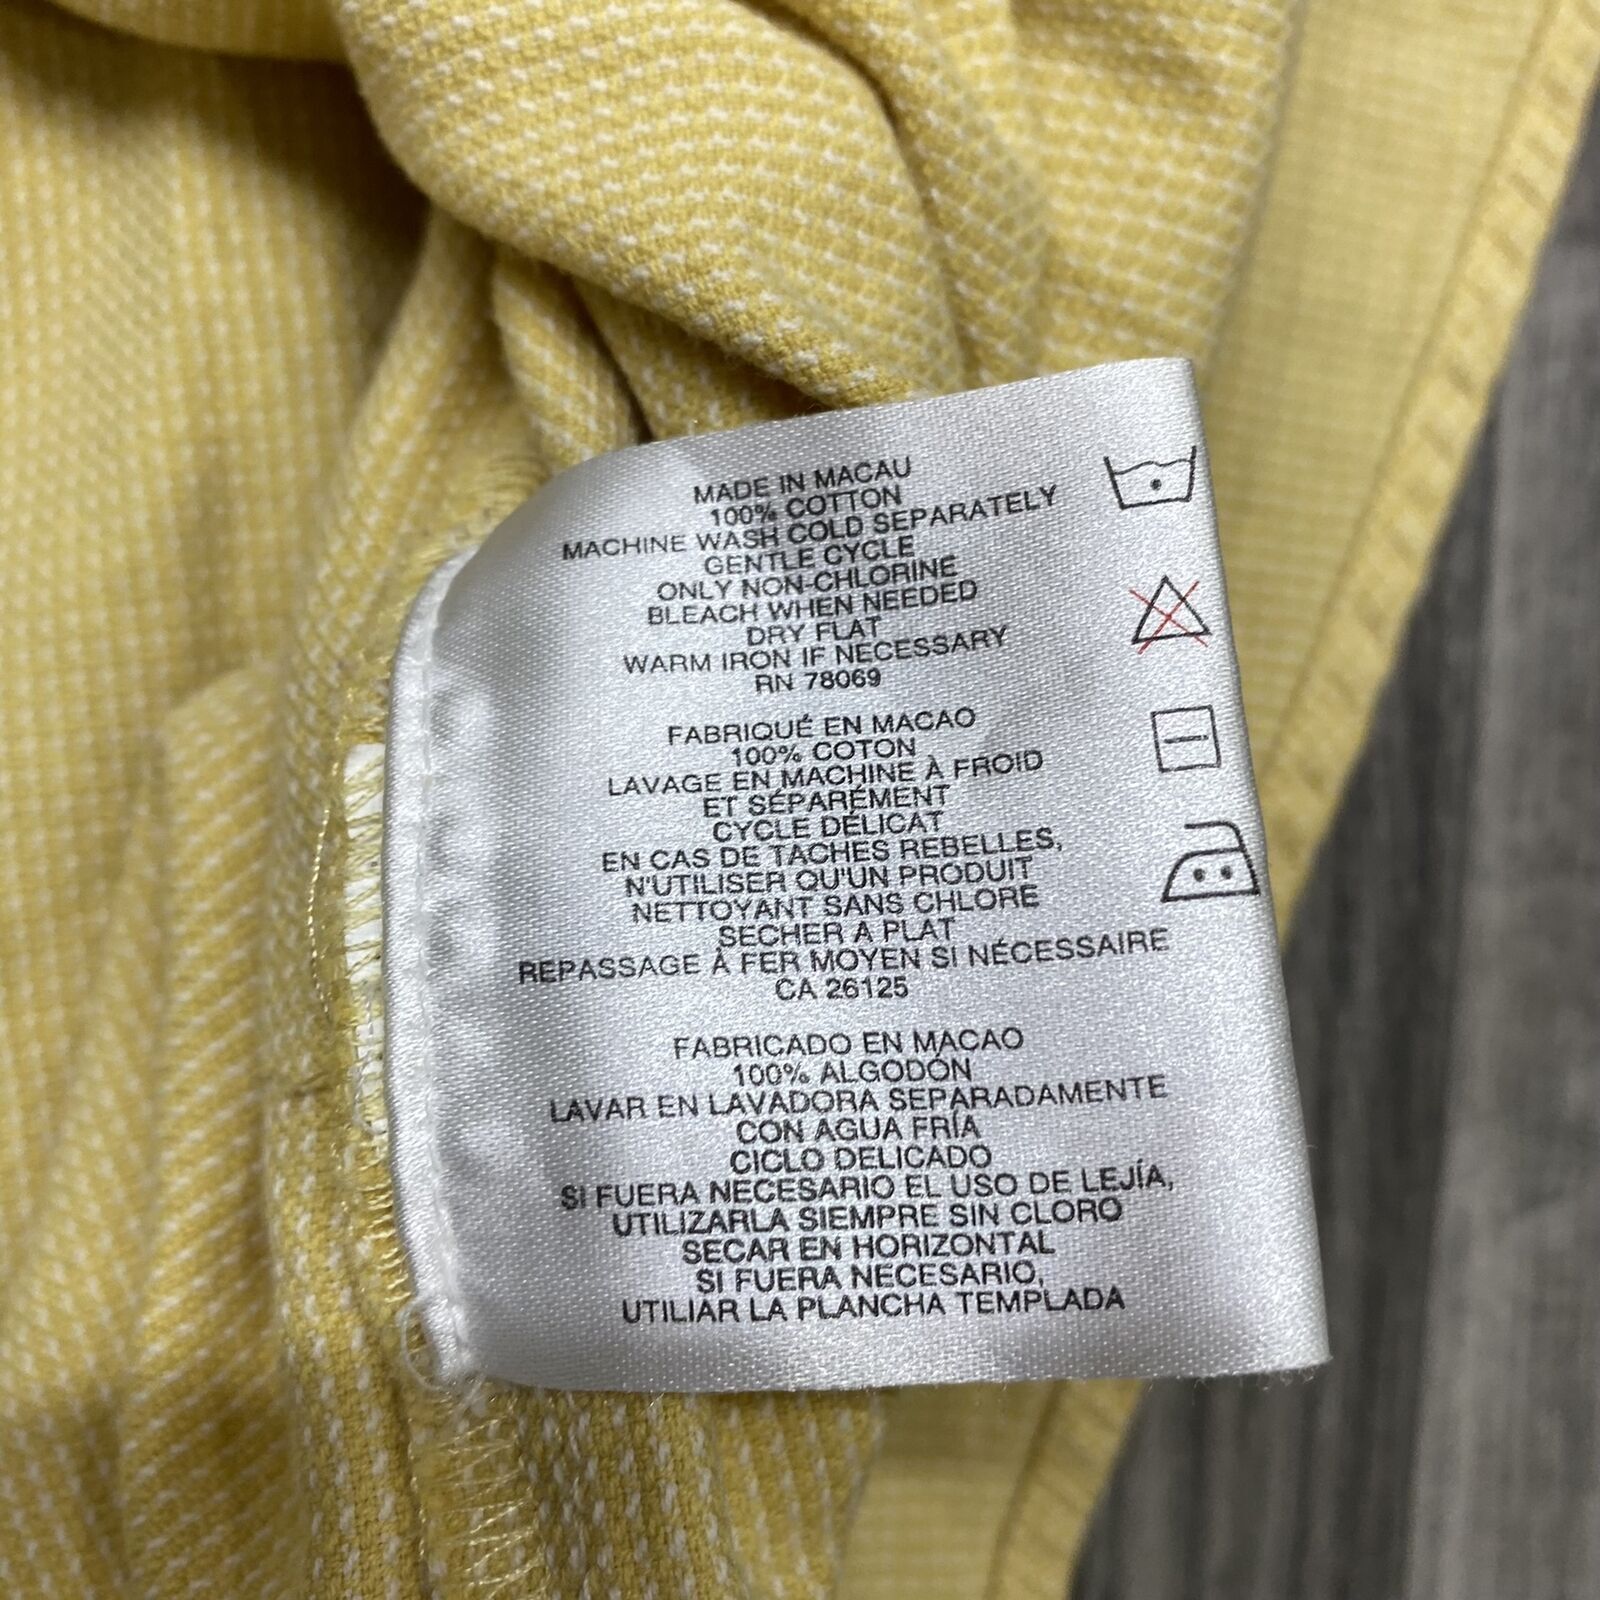 MADE IN MACAU
100% COTTON
MACHINE WASH COLD SEPARATELY
GENTLE CYCLE
ONLY NON-CHLORINE
BLEACH WHEN NEEDED
DRY FLAT
WARM IRON IF NECESSARY
RN 78069
FABRIQUÉ EN MACAO
100% COTON
LAVAGE EN MACHINE À FROID
ET SÉPARÉMENT
CYCLE DÉLICAT
EN CAS DE TACHES REBELLES,
N'UTILISER QU'UN PRODUIT
NETTOYANT SANS CHLORE
SECHER A PLAT
REPASSAGE À FER MOYEN SI NÉCESSAIRE
CA 26125
FABRICADO EN MACAO
100% ALGODÓN
LAVAR EN LAVADORA SEPARADAMENTE
CON AGUA FRÍA
CICLO DELICADO
SI FUERA NECESARIO EL USO DE LEJÍA,
UTILIZARLA SIEMPRE SIN CLORO
SECAR EN HORIZONTAL
SI FUERA NECESARIO,
UTILIAR LA PLANCHA TEMPLADA